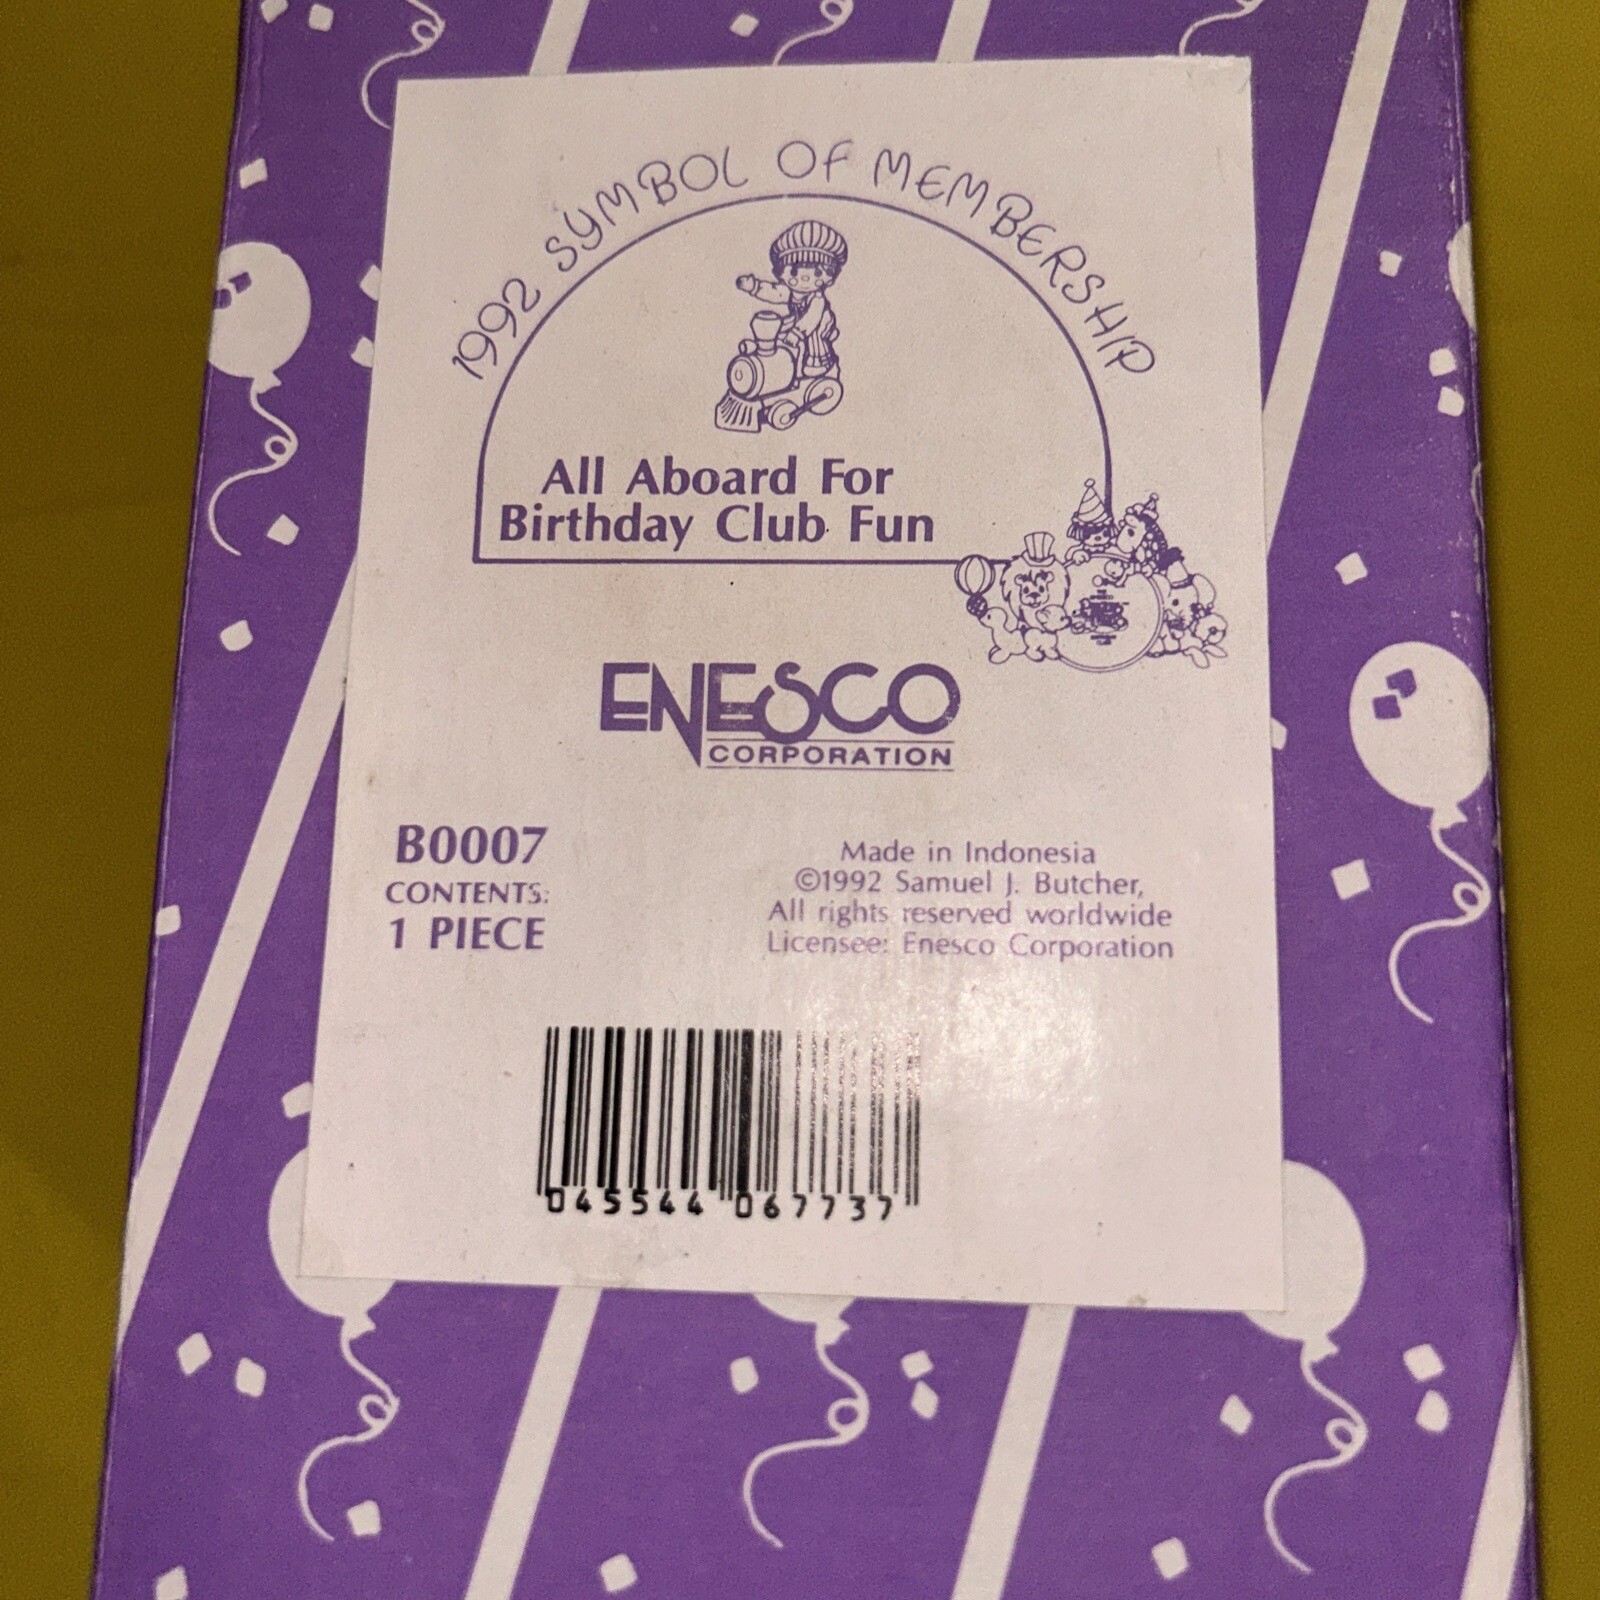 1992 SYMBOL OF MEMBERSHIP
All Aboard For
Birthday Club Fun
ENESCO
CORPORATION
B0007
CONTENTS:
1 PIECE
Made in Indonesia
©1992 Samuel J. Butcher,
All rights reserved worldwide
Licensee: Enesco Corporation
045544 067737